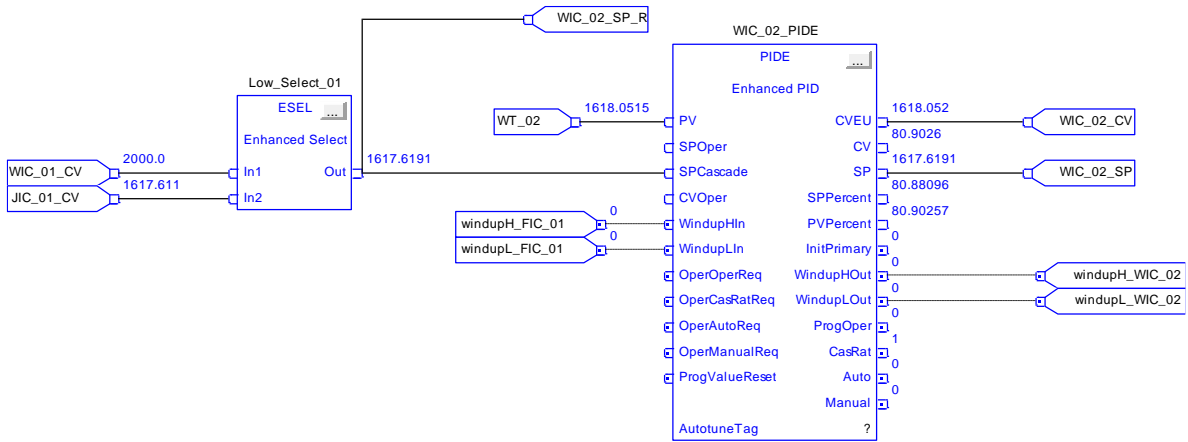 WIC_02_SP_R
WIC_02_PIDE
PIDE
...
Enhanced PID
Low_Select_01
ESEL
...
Enhanced Select
WIC_01_CV
2000.0
In1
Out
1617.6191
JIC_01_CV
1617.611
In2
WT_02
1618.0515
PV
CVEU
1618.052
WIC_02_CV
SPOper
CV
80.9026
SPCascade
SP
1617.6191
WIC_02_SP
CVOper
SPPercent
80.88096
windupH_FIC_01
0
WindupHIn
PVPercent
80.90257
windupL_FIC_01
0
WindupLIn
InitPrimary
0
OperOperReq
WindupHOut
0
windupH_WIC_02
OperCasRatReq
WindupLOut
0
windupL_WIC_02
OperAutoReq
ProgOper
0
OperManualReq
CasRat
1
ProgValueReset
Auto
0
Manual
0
AutotuneTag
?